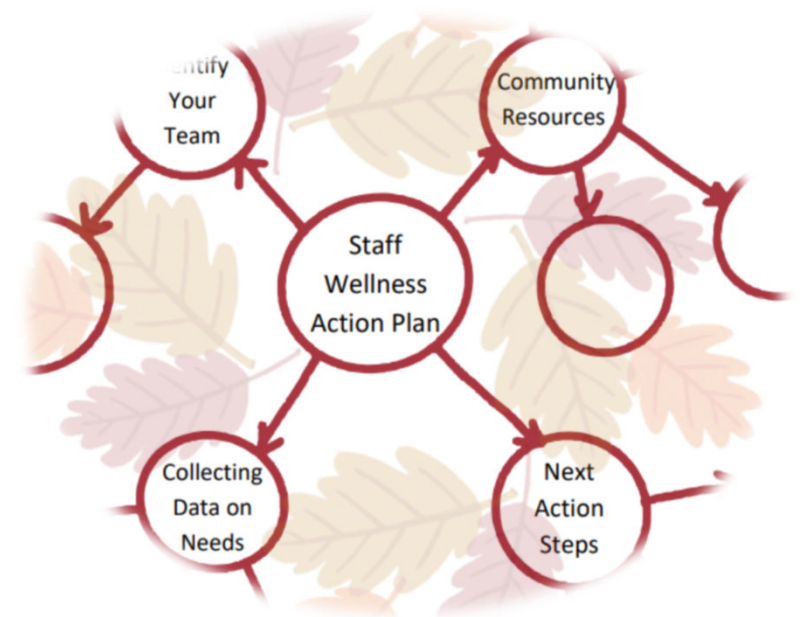 Your
Team
Community
Resources
Staff
Wellness
Action Plan
Collecting
Data on
Needs
Next
Action
Steps